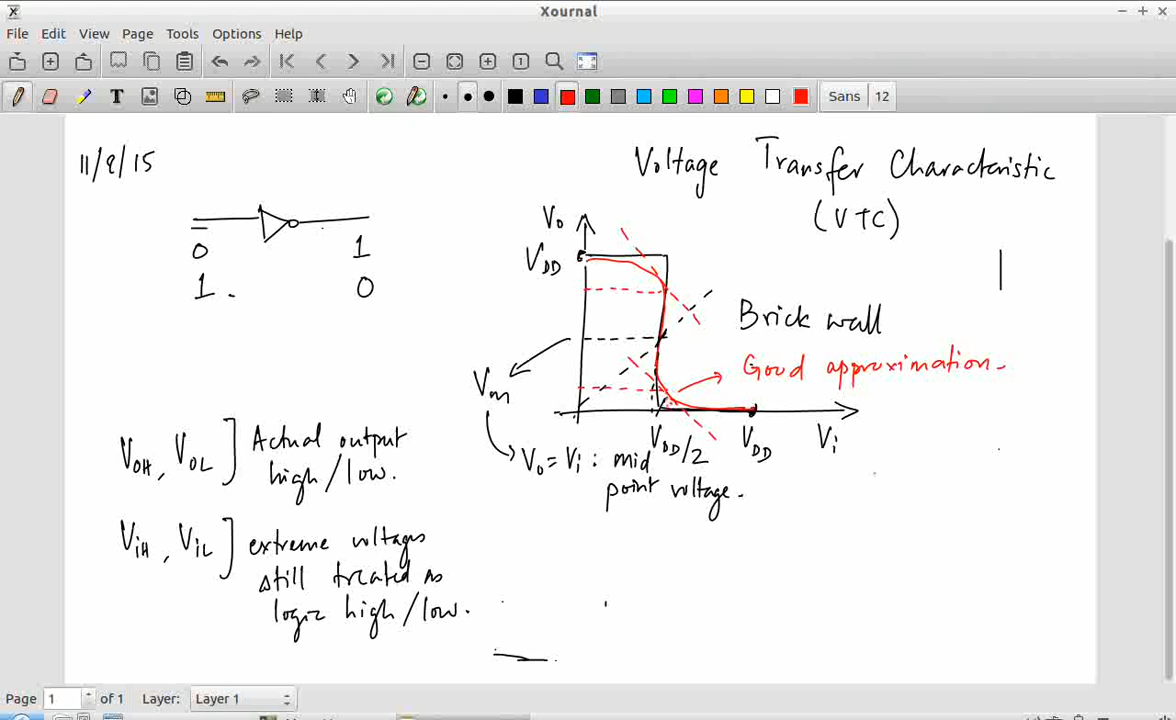 Xournal
File Edit View Page Tools Options Help
Sans 12
11/2/15
Voltage Transfer Characteristic
(VTC)
0 1
1. 0
Vo
VDD
Brick wall
Good approximation.
Vm
VDD/2 VDD Vi
Vo = Vi : mid
point voltage.
VOH, VOL ] Actual output
high/low.
ViH, ViL ] extreme voltages
still treated as
logic high/low.
Page 1 of 1 Layer: Layer 1